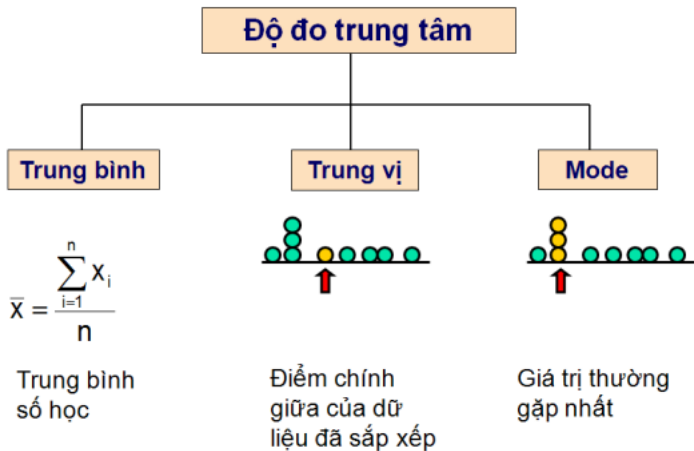 Độ đo trung tâm
Trung bình
Trung vị
Mode
x̄ = ∑ᵢ₌₁ⁿ xᵢ / n
Trung bình
số học
Điểm chính
giữa của dữ
liệu đã sắp xếp
Giá trị thường
gặp nhất